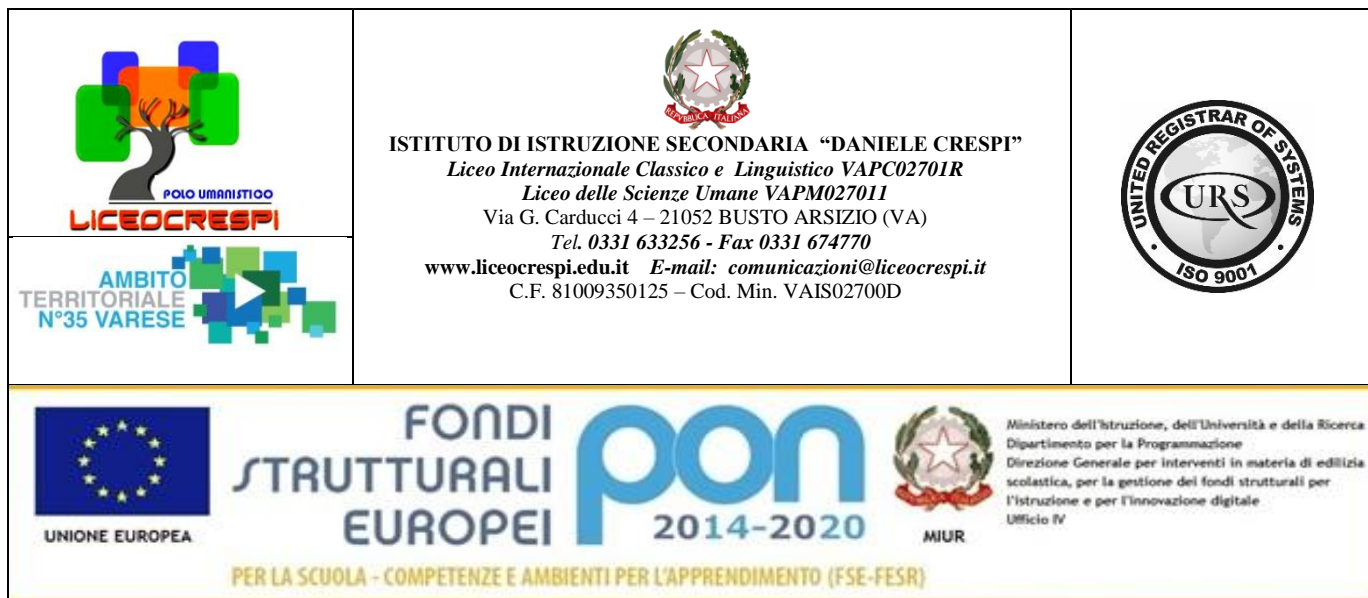 POLO UMANISTICO
LICEOCRESPI
AMBITO
TERRITORIALE
N°35 VARESE
REPVBBLICA ITALIANA
ISTITUTO DI ISTRUZIONE SECONDARIA “DANIELE CRESPI”
Liceo Internazionale Classico e Linguistico VAPC02701R
Liceo delle Scienze Umane VAPM027011
Via G. Carducci 4 – 21052 BUSTO ARSIZIO (VA)
Tel. 0331 633256 - Fax 0331 674770
www.liceocrespi.edu.it E-mail: comunicazioni@liceocrespi.it
C.F. 81009350125 – Cod. Min. VAIS02700D
UNITED REGISTRAR OF SYSTEMS
URS
ISO 9001
UNIONE EUROPEA
FONDI
STRUTTURALI
EUROPEI
pon
2014-2020
MIUR
Ministero dell'Istruzione, dell'Università e della Ricerca
Dipartimento per la Programmazione
Direzione Generale per interventi in materia di edilizia
scolastica, per la gestione dei fondi strutturali per
l'istruzione e per l'innovazione digitale
Ufficio IV
PER LA SCUOLA - COMPETENZE E AMBIENTI PER L'APPRENDIMENTO (FSE-FESR)